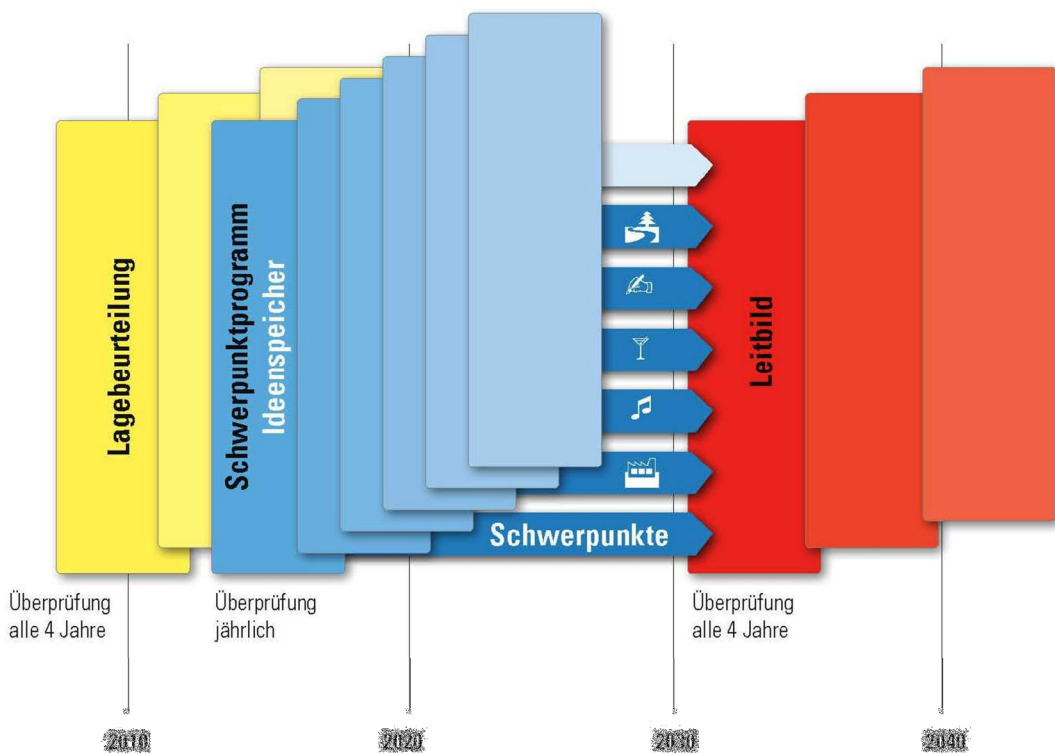 Lagebeurteilung
Schwerpunktprogramm
Ideenspeicher
Leitbild
Schwerpunkte
Überprüfung
alle 4 Jahre
Überprüfung
jährlich
Überprüfung
alle 4 Jahre
2010
2020
2030
2040